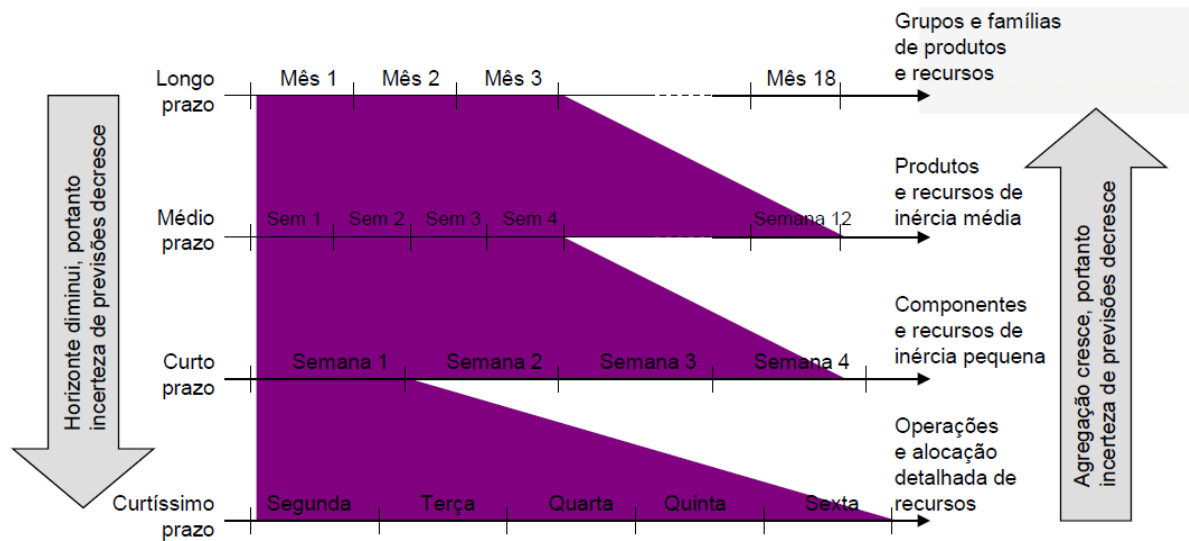 Grupos e famílias
de produtos
e recursos
Longo
prazo
Mês 1
Mês 2
Mês 3
Mês 18
Produtos
e recursos de
inércia média
Médio
prazo
Sem 1
Sem 2
Sem 3
Sem 4
Semana 12
Componentes
e recursos de
inércia pequena
Curto
prazo
Semana 1
Semana 2
Semana 3
Semana 4
Operações
e alocação
detalhada de
recursos
Curtíssimo
prazo
Segunda
Terça
Quarta
Quinta
Sexta
Horizonte diminui, portanto
incerteza de previsões decresce
Agregação cresce, portanto
incerteza de previsões decresce